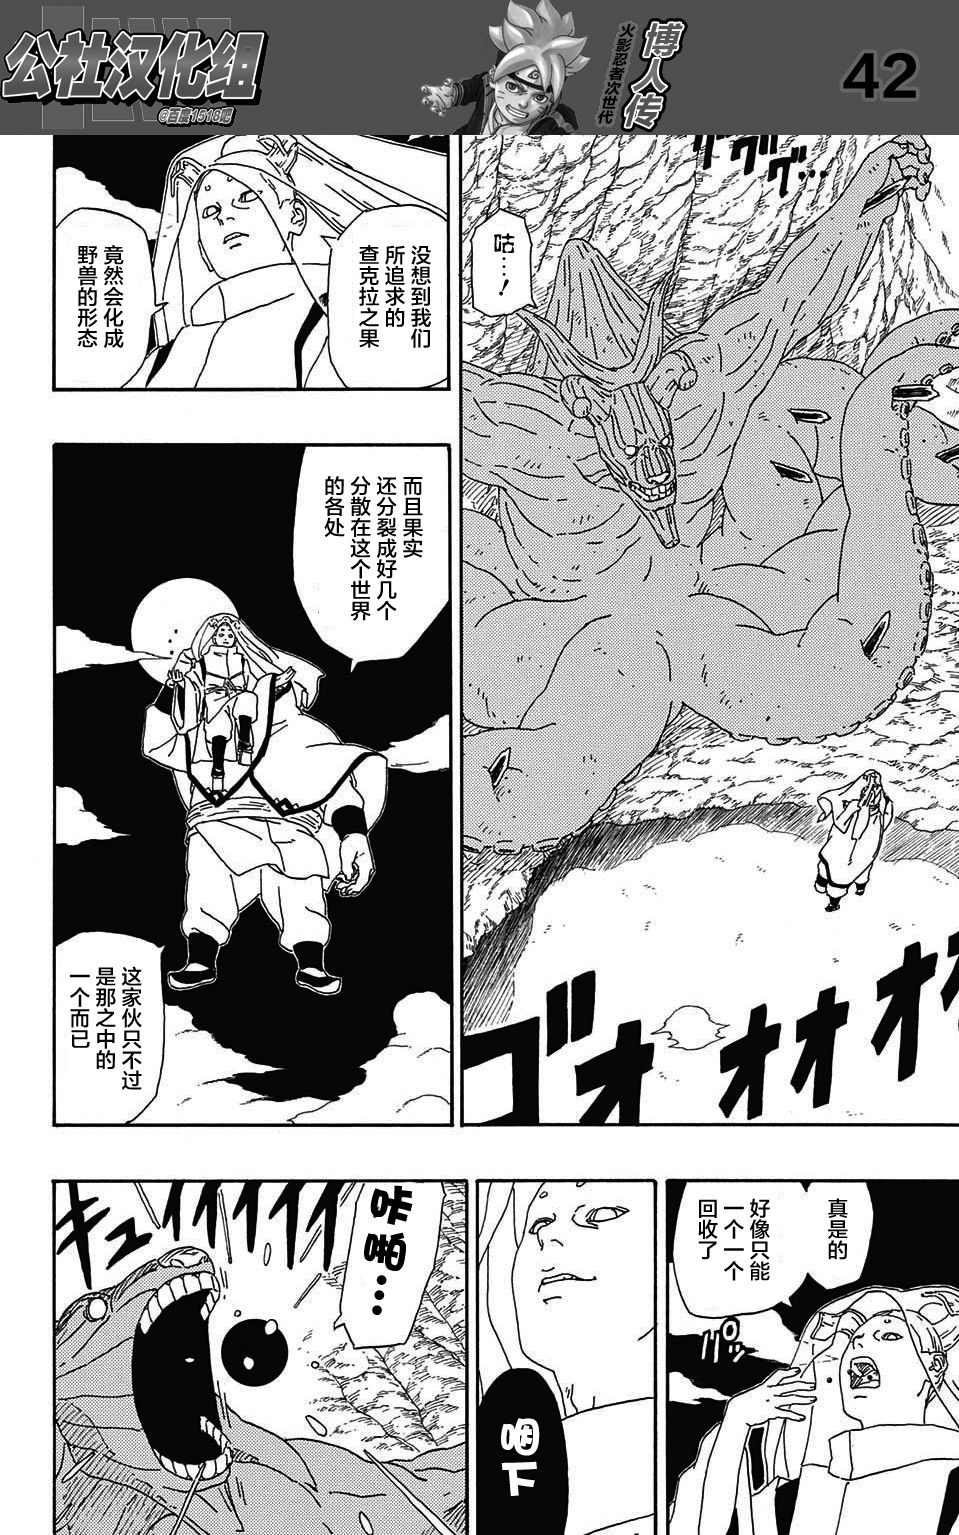 公社汉化组
@百度1516吧
火影忍者次世代
博人传
42
グググ…
咕…！
没想到我们
所追求的
查克拉之果
竟然会化成
野兽的形态
而且果实
还分裂成好几个
分散在这个世界
的各处
这家伙只不过
是那之中的
一个而已
ゴオオオオ
真是的
好像只能
一个一个
回收了
パク
咽下
咔啪…
キュイイイイ